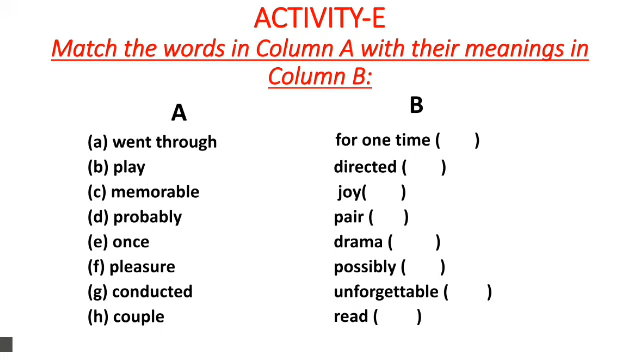 ACTIVITY-E
Match the words in Column A with their meanings in
Column B:
A B
(a) went through for one time ( )
(b) play directed ( )
(c) memorable joy( )
(d) probably pair ( )
(e) once drama ( )
(f) pleasure possibly ( )
(g) conducted unforgettable ( )
(h) couple read ( )